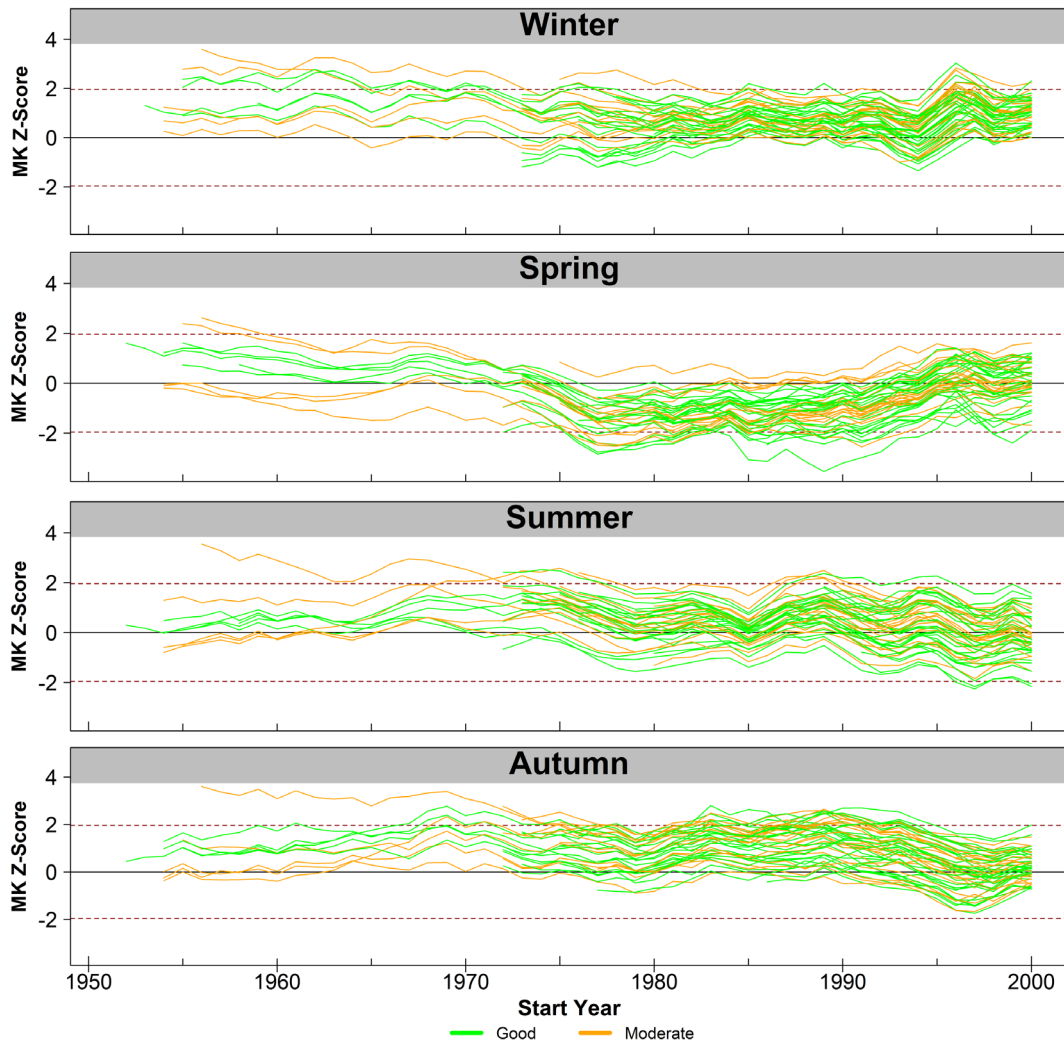 Winter
MK Z-Score
4
2
0
-2
Spring
MK Z-Score
4
2
0
-2
Summer
MK Z-Score
4
2
0
-2
Autumn
MK Z-Score
4
2
0
-2
1950 1960 1970 1980 1990 2000
Start Year
Good Moderate